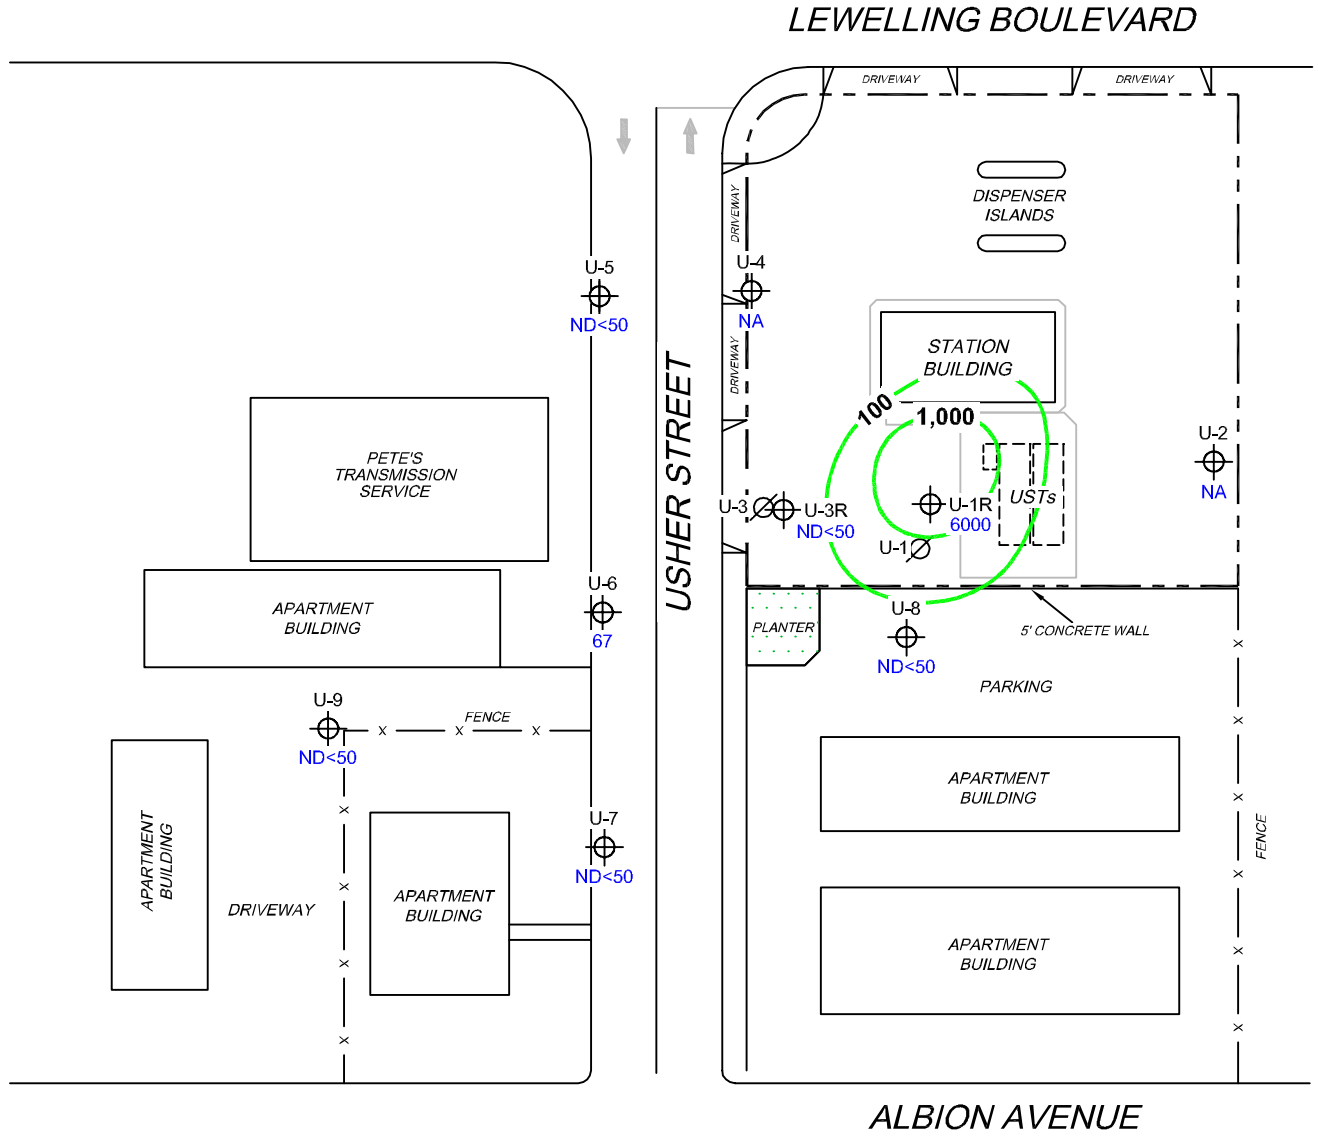 LEWELLING BOULEVARD
DRIVEWAY
DRIVEWAY
DISPENSER
ISLANDS
DRIVEWAY
U-5
ND<50
U-4
NA
STATION
BUILDING
DRIVEWAY
USHER STREET
100
1,000
U-2
NA
PETE'S
TRANSMISSION
SERVICE
U-3
U-3R
ND<50
U-1R
6000
USTs
U-1
U-6
67
APARTMENT
BUILDING
U-8
ND<50
PLANTER
5' CONCRETE WALL
PARKING
U-9
ND<50
FENCE
X
X
X
X
X
X
X
X
X
X
X
X
X
APARTMENT
BUILDING
U-7
ND<50
APARTMENT
BUILDING
FENCE
APARTMENT
BUILDING
DRIVEWAY
APARTMENT
BUILDING
ALBION AVENUE